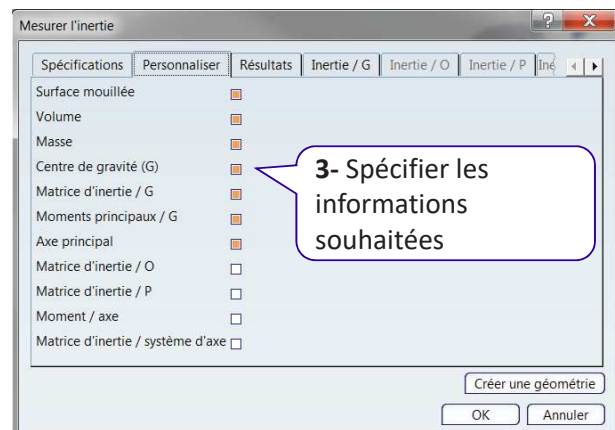 Mesurer l'inertie
Spécifications Personnaliser Résultats Inertie / G Inertie / O Inertie / P Iné
Surface mouillée
Volume
Masse
Centre de gravité (G)
Matrice d'inertie / G
Moments principaux / G
Axe principal
Matrice d'inertie / O
Matrice d'inertie / P
Moment / axe
Matrice d'inertie / système d'axe
3- Spécifier les
informations
souhaitées
Créer une géométrie
OK Annuler